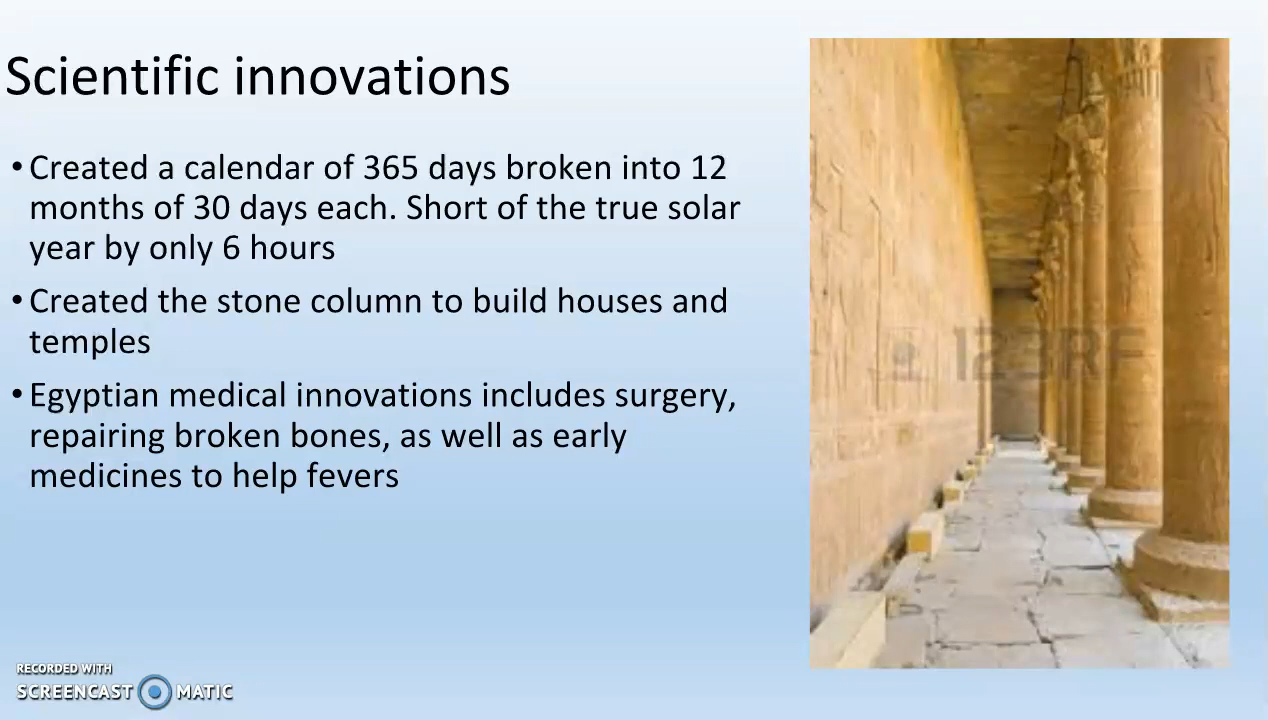 Scientific innovations
• Created a calendar of 365 days broken into 12
months of 30 days each. Short of the true solar
year by only 6 hours
• Created the stone column to build houses and
temples
• Egyptian medical innovations includes surgery,
repairing broken bones, as well as early
medicines to help fevers
123RF
RECORDED WITH
SCREENCAST MATIC